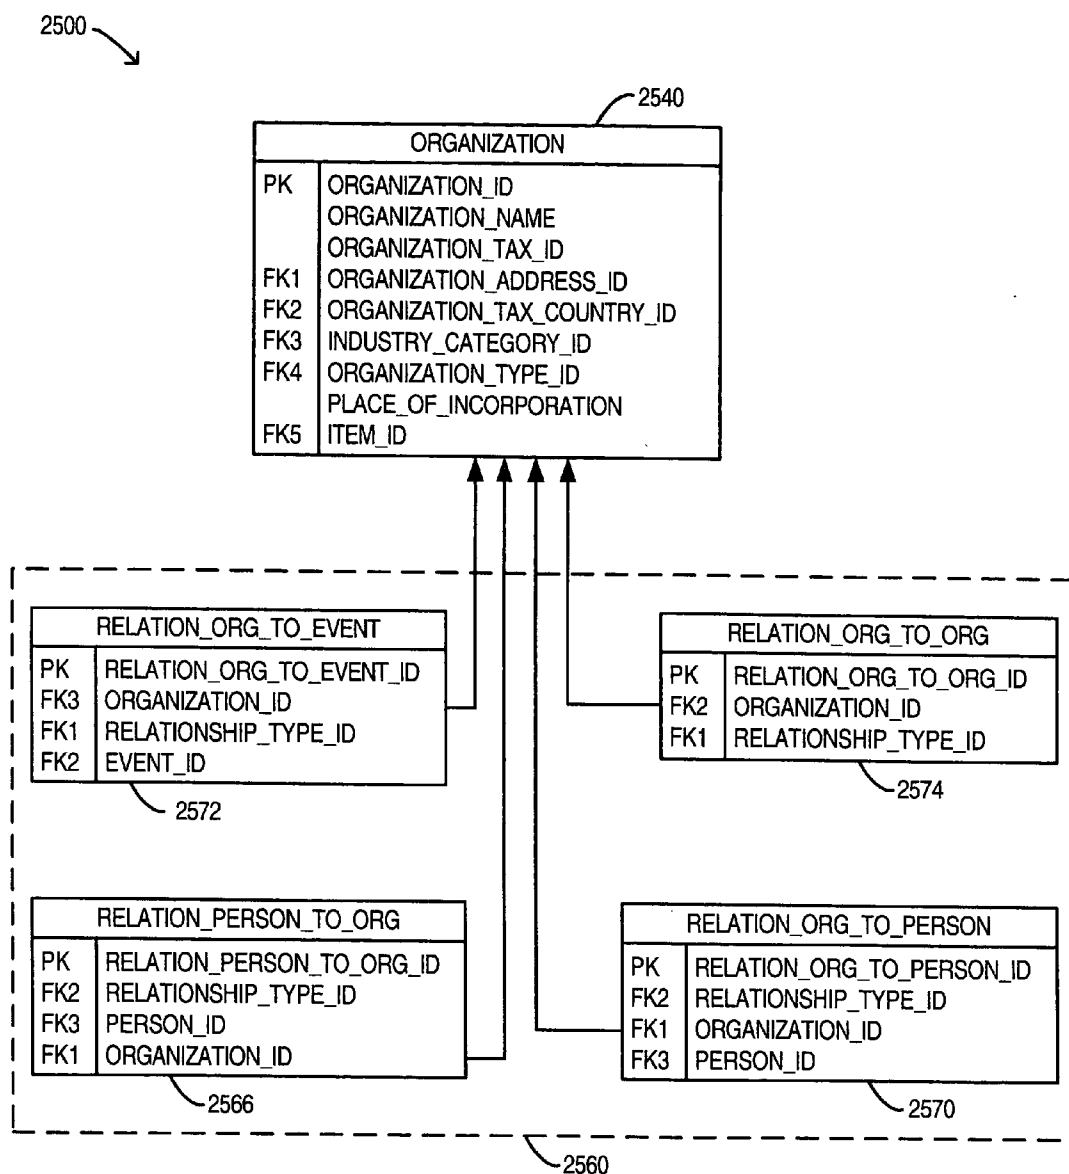 2500
2540
ORGANIZATION
PK ORGANIZATION_ID
ORGANIZATION_NAME
ORGANIZATION_TAX_ID
FK1 ORGANIZATION_ADDRESS_ID
FK2 ORGANIZATION_TAX_COUNTRY_ID
FK3 INDUSTRY_CATEGORY_ID
FK4 ORGANIZATION_TYPE_ID
PLACE_OF_INCORPORATION
FK5 ITEM_ID
RELATION_ORG_TO_EVENT
PK RELATION_ORG_TO_EVENT_ID
FK3 ORGANIZATION_ID
FK1 RELATIONSHIP_TYPE_ID
FK2 EVENT_ID
2572
RELATION_ORG_TO_ORG
PK RELATION_ORG_TO_ORG_ID
FK2 ORGANIZATION_ID
FK1 RELATIONSHIP_TYPE_ID
2574
RELATION_PERSON_TO_ORG
PK RELATION_PERSON_TO_ORG_ID
FK2 RELATIONSHIP_TYPE_ID
FK3 PERSON_ID
FK1 ORGANIZATION_ID
2566
RELATION_ORG_TO_PERSON
PK RELATION_ORG_TO_PERSON_ID
FK2 RELATIONSHIP_TYPE_ID
FK1 ORGANIZATION_ID
FK3 PERSON_ID
2570
2560